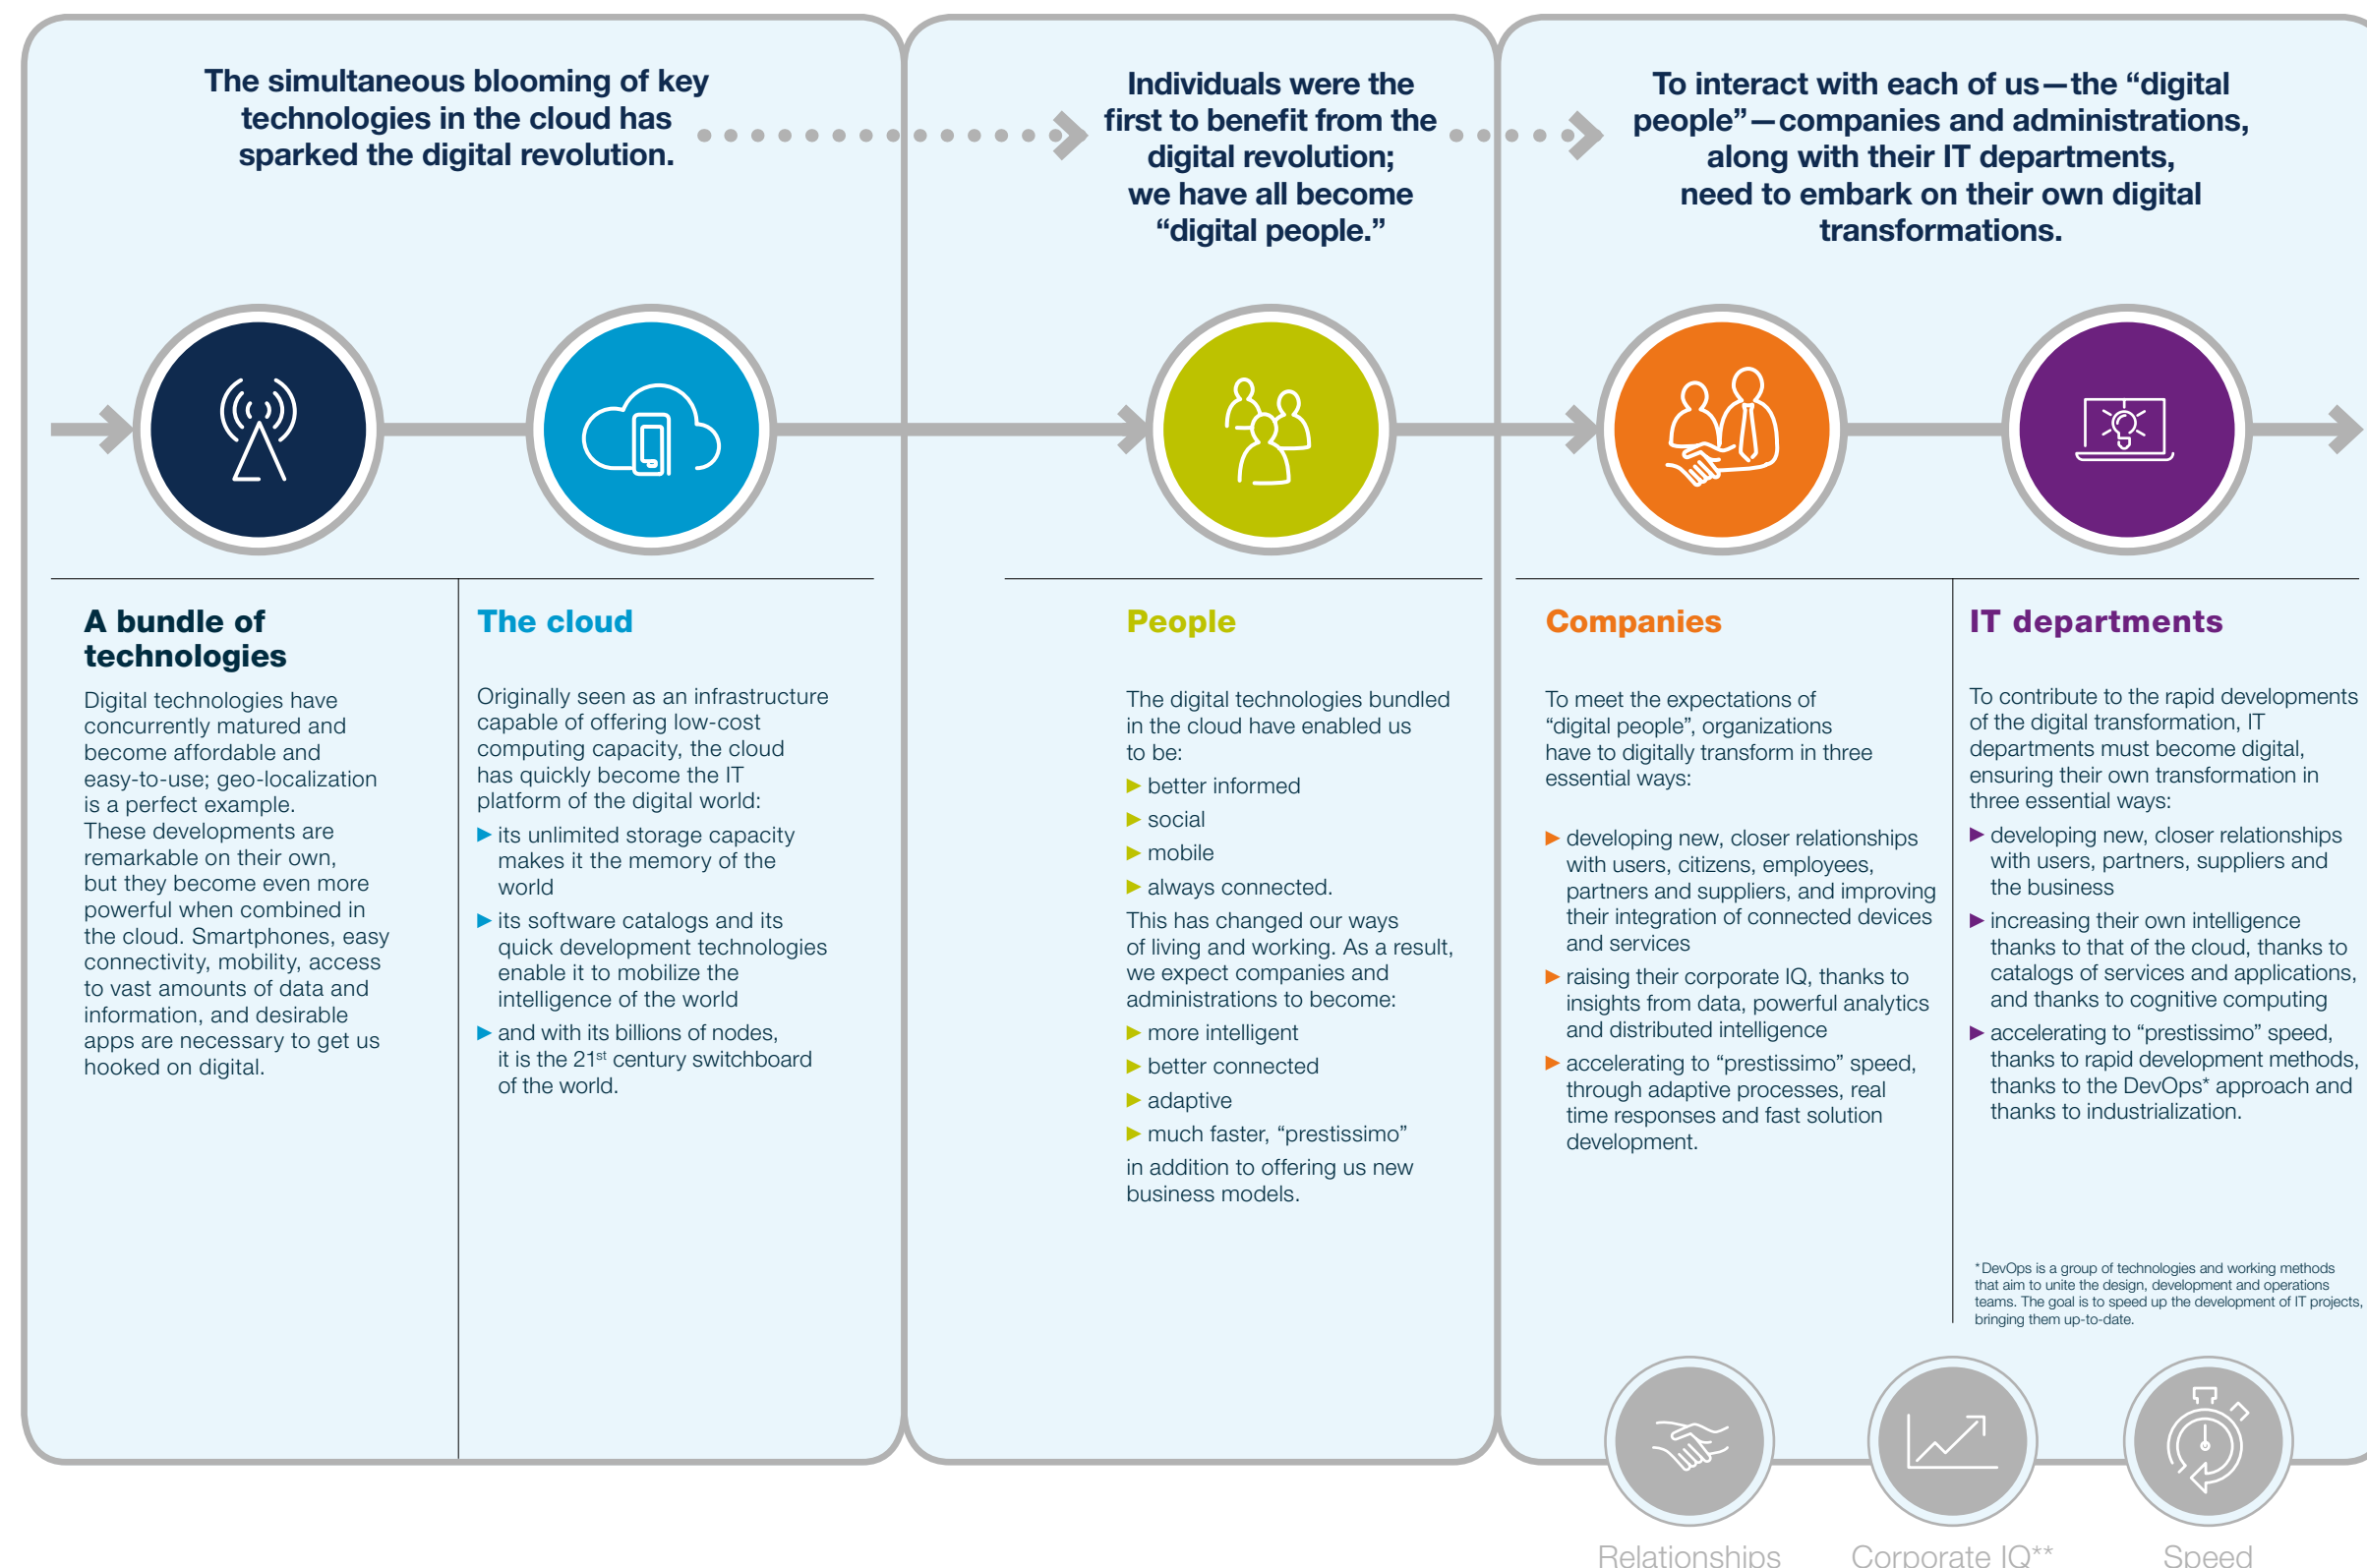 The simultaneous blooming of key
technologies in the cloud has
sparked the digital revolution.
Individuals were the
first to benefit from the
digital revolution;
we have all become
“digital people.”
To interact with each of us—the “digital
people”—companies and administrations,
along with their IT departments,
need to embark on their own digital
transformations.
A bundle of
technologies
Digital technologies have
concurrently matured and
become affordable and
easy-to-use; geo-localization
is a perfect example.
These developments are
remarkable on their own,
but they become even more
powerful when combined in
the cloud. Smartphones, easy
connectivity, mobility, access
to vast amounts of data and
information, and desirable
apps are necessary to get us
hooked on digital.
The cloud
Originally seen as an infrastructure
capable of offering low-cost
computing capacity, the cloud
has quickly become the IT
platform of the digital world:
► its unlimited storage capacity
makes it the memory of the
world
► its software catalogs and its
quick development technologies
enable it to mobilize the
intelligence of the world
► and with its billions of nodes,
it is the 21st century switchboard
of the world.
People
The digital technologies bundled
in the cloud have enabled us
to be:
► better informed
► social
► mobile
► always connected.
This has changed our ways
of living and working. As a result,
we expect companies and
administrations to become:
► more intelligent
► better connected
► adaptive
► much faster, “prestissimo”
in addition to offering us new
business models.
Companies
To meet the expectations of
“digital people”, organizations
have to digitally transform in three
essential ways:
► developing new, closer relationships
with users, citizens, employees,
partners and suppliers, and improving
their integration of connected devices
and services
► raising their corporate IQ, thanks to
insights from data, powerful analytics
and distributed intelligence
► accelerating to “prestissimo” speed,
through adaptive processes, real
time responses and fast solution
development.
IT departments
To contribute to the rapid developments
of the digital transformation, IT
departments must become digital,
ensuring their own transformation in
three essential ways:
► developing new, closer relationships
with users, partners, suppliers and
the business
► increasing their own intelligence
thanks to that of the cloud, thanks to
catalogs of services and applications,
and thanks to cognitive computing
► accelerating to “prestissimo” speed,
thanks to rapid development methods,
thanks to the DevOps* approach and
thanks to industrialization.
*DevOps is a group of technologies and working methods
that aim to unite the design, development and operations
teams. The goal is to speed up the development of IT projects,
bringing them up-to-date.
Relationships
Corporate IQ**
Speed